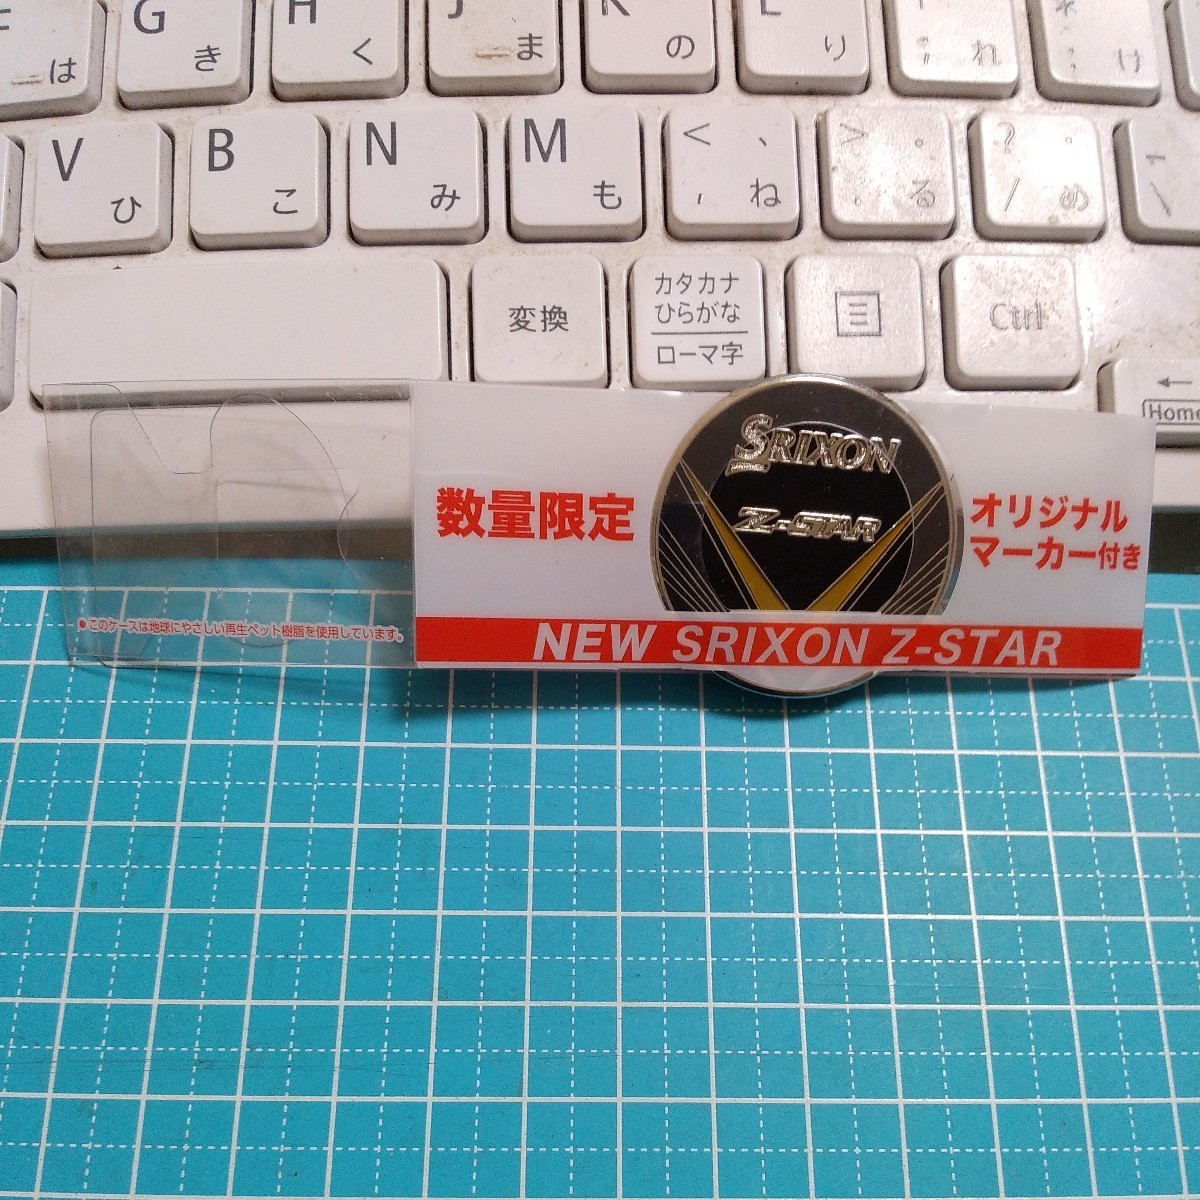 G き
H く
J ま
K の
L り
れ
け
は
V ひ
B こ
N み
M も
< 、
, ね
> 。
. る
? ・
/ め
\
変換
カタカナ
ひらがな
ローマ字
Ctrl
←
Home
SRIXON
Z-STAR
数量限定
オリジナル
マーカー付き
●このケースは地球にやさしい再生ペット樹脂を使用しています。
NEW SRIXON Z-STAR